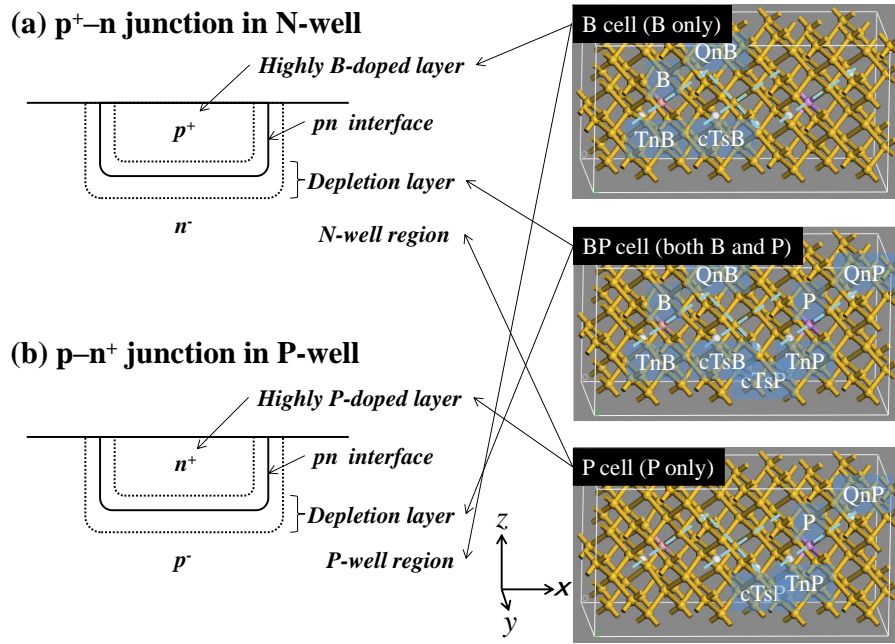 (a) p⁺–n junction in N-well
Highly B-doped layer
p⁺
pn interface
Depletion layer
n⁻
N-well region
(b) p–n⁺ junction in P-well
Highly P-doped layer
n⁺
pn interface
Depletion layer
p⁻
P-well region
z
x
y
B cell (B only)
QnB
B
TnB
cTsB
BP cell (both B and P)
QnP
QnB
B
P
TnB
cTsB
TnP
cTsP
P cell (P only)
QnP
P
TnP
cTsP